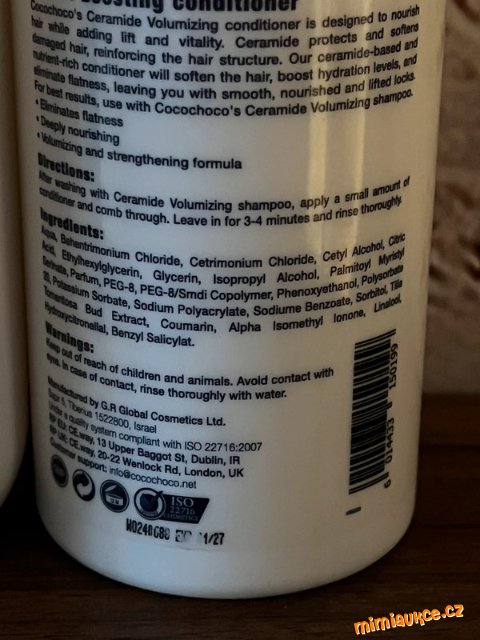 Boosting conditioner
Cocochoco's Ceramide Volumizing conditioner is designed to nourish
hair while adding lift and vitality. Ceramide protects and softens
damaged hair, reinforcing the hair structure. Our ceramide-based and
nutrient-rich conditioner will soften the hair, boost hydration levels, and
eliminate flatness, leaving you with smooth, nourished and lifted locks.
For best results, use with Cocochoco's Ceramide Volumizing shampoo.
• Eliminates flatness
• Deeply nourishing
• Volumizing and strengthening formula
Directions:
After washing with Ceramide Volumizing shampoo, apply a small amount of
conditioner and comb through. Leave in for 3-4 minutes and rinse thoroughly.
Ingredients:
Aqua, Behentrimonium Chloride, Cetrimonium Chloride, Cetyl Alcohol, Citric
Acid, Ethylhexylglycerin, Glycerin, Isopropyl Alcohol, Palmitoyl Myristyl
Serinate, Parfum, PEG-8, PEG-8/Smdi Copolymer, Phenoxyethanol, Polysorbate
20, Potassium Sorbate, Sodium Polyacrylate, Sodiume Benzoate, Sorbitol, Tilia
Tomentosa Bud Extract, Coumarin, Alpha Isomethyl Ionone, Linalool,
Hydroxycitronellal, Benzyl Salicylat.
Warnings:
Keep out of reach of children and animals. Avoid contact with
eyes. In case of contact, rinse thoroughly with water.
Manufactured by G.R Global Cosmetics Ltd.
6, Tiberius 1522800, Israel
Under a quality system compliant with ISO 22716:2007
RP EU: CE.way, 13 Upper Baggot St, Dublin, IR
RP UK: CE.way, 20-22 Wenlock Rd, London, UK
Customer support: info@cocochoco.net
ISO
22716
COSMETICS
/27
mimiaukce.cz